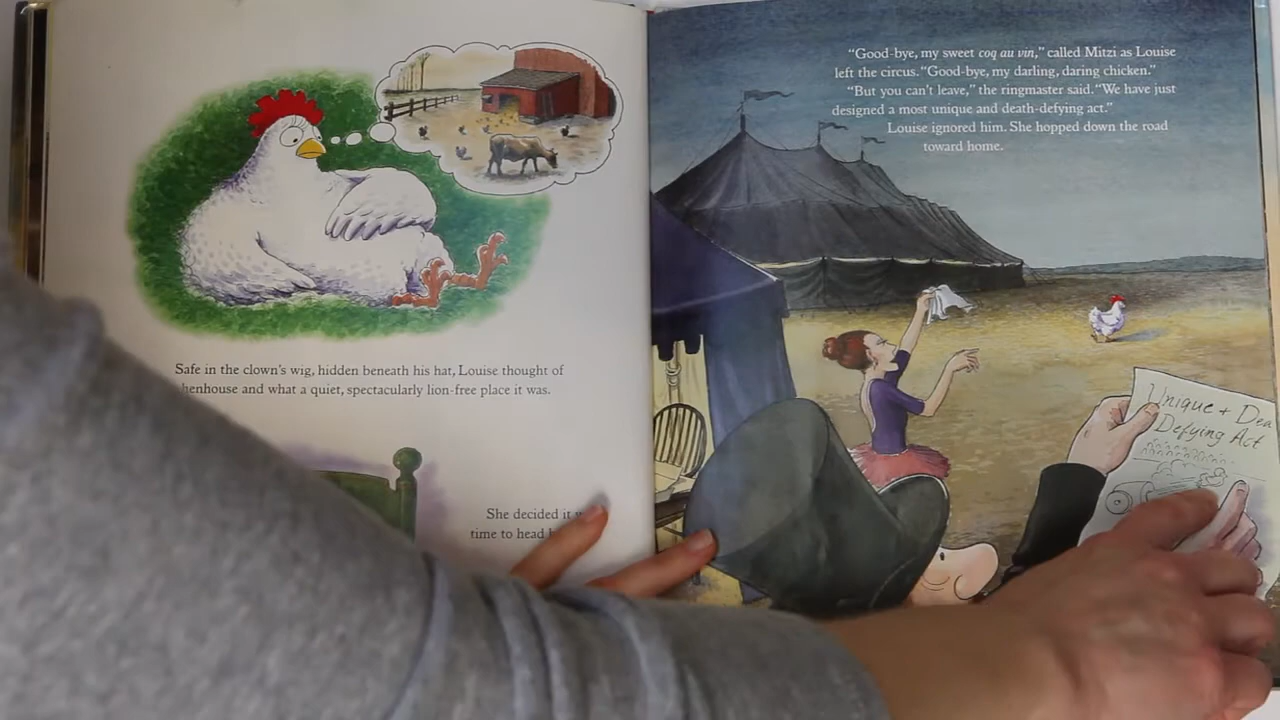 Safe in the clown's wig, hidden beneath his hat, Louise thought of
henhouse and what a quiet, spectacularly lion-free place it was.
She decided it
time to head
"Good-bye, my sweet coq au vin," called Mitzi as Louise
left the circus. "Good-bye, my darling, daring chicken."
"But you can't leave," the ringmaster said. "We have just
designed a most unique and death-defying act."
Louise ignored him. She hopped down the road
toward home.
Unique + Dea
Defying Act